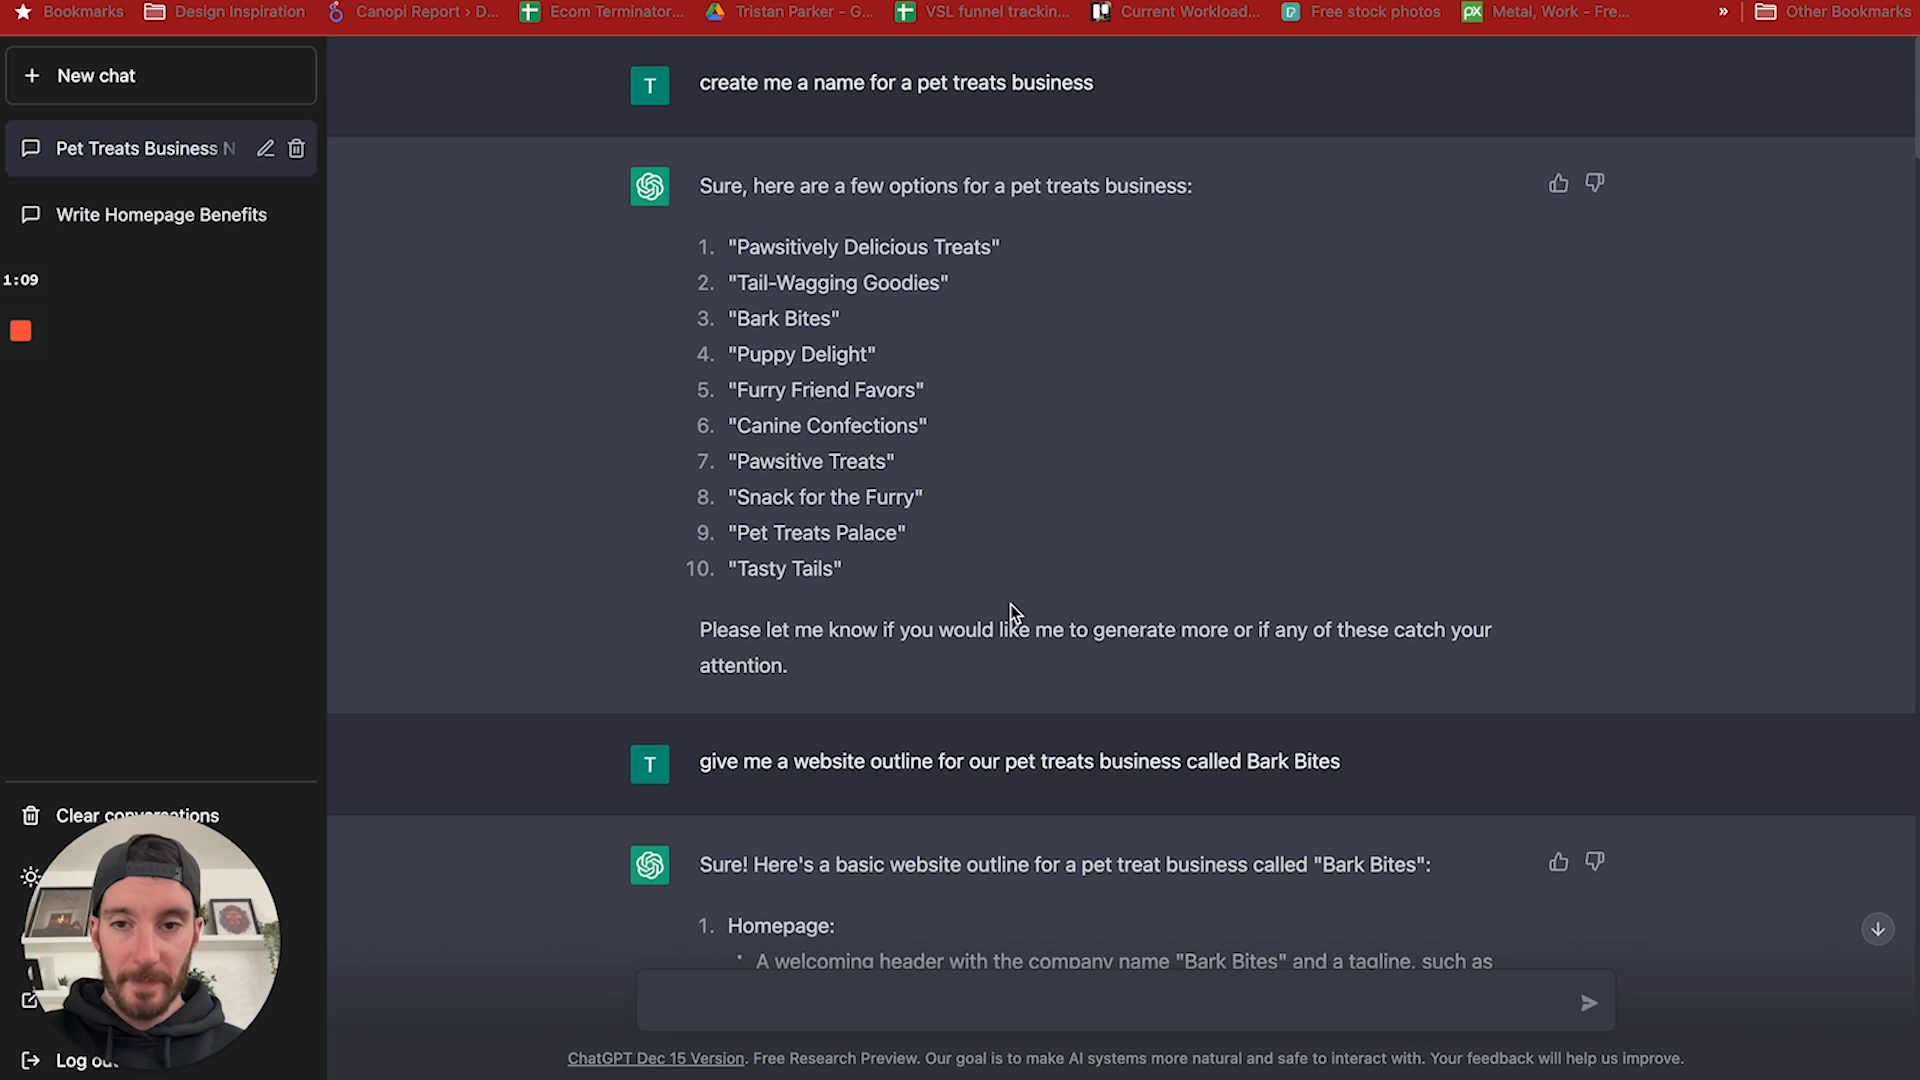 Bookmarks
Design Inspiration
Canopi Report › D...
Ecom Terminator...
Tristan Parker - G...
VSL funnel trackin...
Current Workload...
Free stock photos
px
Metal, Work - Fre...
»
Other Bookmarks
+ New chat
Pet Treats Business N
Write Homepage Benefits
1:09
Clear conversations
Log ou
T
create me a name for a pet treats business
Sure, here are a few options for a pet treats business:
1. "Pawsitively Delicious Treats"
2. "Tail-Wagging Goodies"
3. "Bark Bites"
4. "Puppy Delight"
5. "Furry Friend Favors"
6. "Canine Confections"
7. "Pawsitive Treats"
8. "Snack for the Furry"
9. "Pet Treats Palace"
10. "Tasty Tails"
Please let me know if you would like me to generate more or if any of these catch your
attention.
T
give me a website outline for our pet treats business called Bark Bites
Sure! Here's a basic website outline for a pet treat business called "Bark Bites":
1. Homepage:
• A welcoming header with the company name "Bark Bites" and a tagline, such as
ChatGPT Dec 15 Version. Free Research Preview. Our goal is to make AI systems more natural and safe to interact with. Your feedback will help us improve.